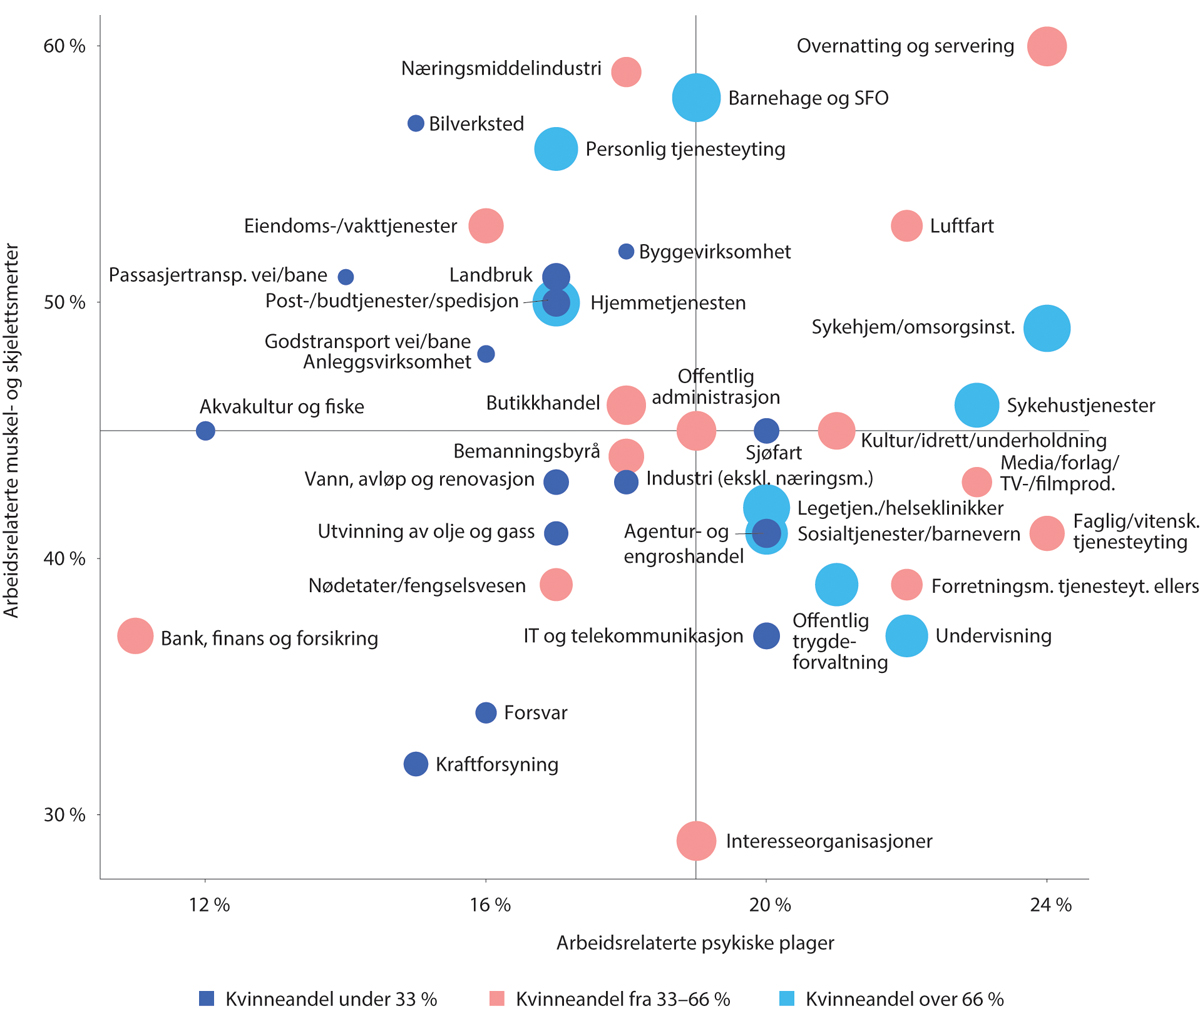 60 %
Overnatting og servering
Næringsmiddelindustri
Barnehage og SFO
Bilverksted
Personlig tjenesteyting
Eiendoms-/vakttjenester
Luftfart
Byggevirksomhet
Passasjertransp. vei/bane
Landbruk
50 %
Post-/budtjenester/spedisjon
Hjemmetjenesten
Sykehjem/omsorgsinst.
Godstransport vei/bane
Anleggsvirksomhet
Offentlig
administrasjon
Akvakultur og fiske
Butikkhandel
Sykehustjenester
Kultur/idrett/underholdning
Bemanningsbyrå
Sjøfart
Media/forlag/
TV-/filmprod.
Vann, avløp og renovasjon
Industri (ekskl. næringsm.)
Legetjen./helseklinikker
Utvinning av olje og gass
Agentur- og
engroshandel
Sosialtjenester/barnevern
Faglig/vitensk.
tjenesteyting
40 %
Nødetater/fengselsvesen
Forretningsm. tjenesteyt. ellers
Bank, finans og forsikring
IT og telekommunikasjon
Offentlig
trygde-
forvaltning
Undervisning
Forsvar
Kraftforsyning
30 %
Interesseorganisasjoner
Arbeidsrelaterte muskel- og skjelettsmerter
12 %
16 %
20 %
24 %
Arbeidsrelaterte psykiske plager
Kvinneandel under 33 %
Kvinneandel fra 33–66 %
Kvinneandel over 66 %